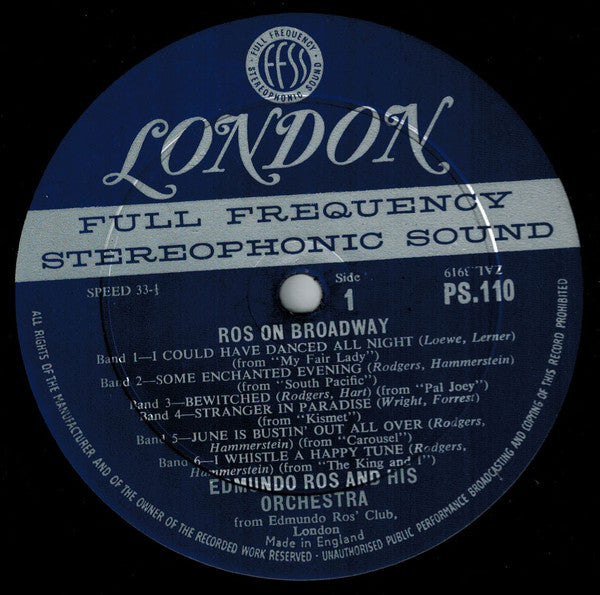 FULL FREQUENCY
FFSS
STEREOPHONIC SOUND
LONDON
FULL FREQUENCY
STEREOPHONIC SOUND
SPEED 33-⅓
Side
1
ZAL.3919
PS.110
ROS ON BROADWAY
Band 1—I COULD HAVE DANCED ALL NIGHT (Loewe, Lerner)
(from "My Fair Lady")
Band 2—SOME ENCHANTED EVENING (Rodgers, Hammerstein)
(from "South Pacific")
Band 3—BEWITCHED (Rodgers, Hart) (from "Pal Joey")
Band 4—STRANGER IN PARADISE (Wright, Forrest)
(from "Kismet")
Band 5—JUNE IS BUSTIN' OUT ALL OVER (Rodgers,
Hammerstein) (from "Carousel")
Band 6—I WHISTLE A HAPPY TUNE (Rodgers,
Hammerstein) (from "The King and I")
EDMUNDO ROS AND HIS
ORCHESTRA
from Edmundo Ros' Club,
London
Made in England
ALL RIGHTS OF THE MANUFACTURER AND OF THE OWNER OF THE RECORDED WORK RESERVED - UNAUTHORISED PUBLIC PERFORMANCE BROADCASTING AND COPYING OF THIS RECORD PROHIBITED